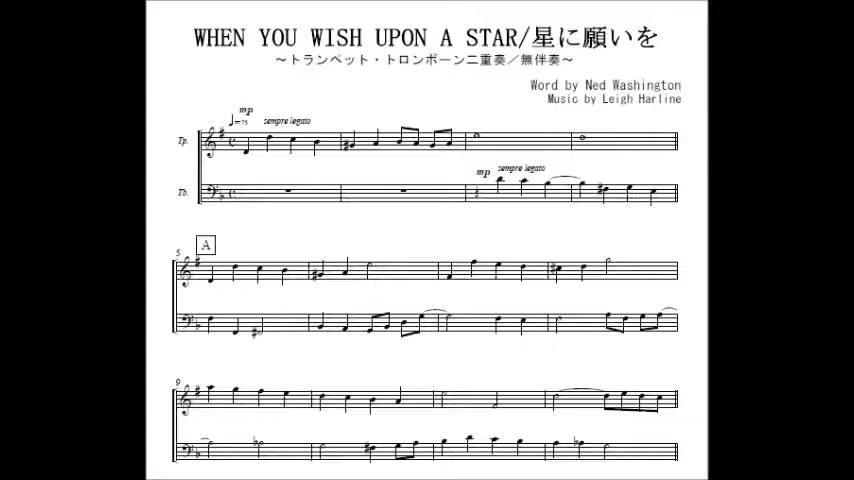 WHEN YOU WISH UPON A STAR/星に願いを
～トランペット・トロンボーン二重奏／無伴奏～
Word by Ned Washington
Music by Leigh Harline
mp
♩=75 sempre legato
Tp.
mp sempre legato
Tb.
5 A
9